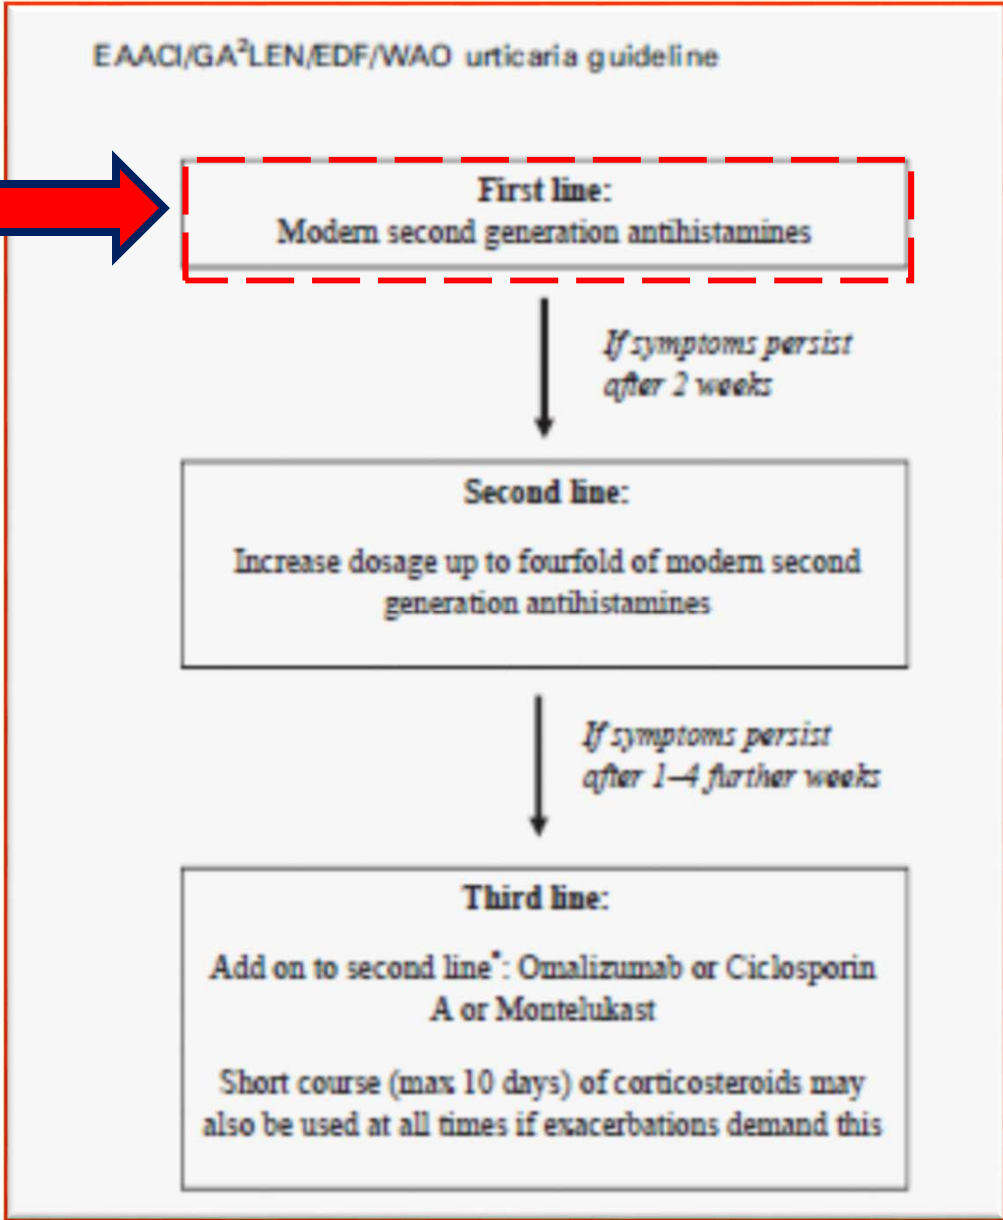 EAACI/GA²LEN/EDF/WAO urticaria guideline
First line:
Modern second generation antihistamines
If symptoms persist
after 2 weeks
Second line:
Increase dosage up to fourfold of modern second
generation antihistamines
If symptoms persist
after 1–4 further weeks
Third line:
Add on to second line*: Omalizumab or Ciclosporin
A or Montelukast
Short course (max 10 days) of corticosteroids may
also be used at all times if exacerbations demand this